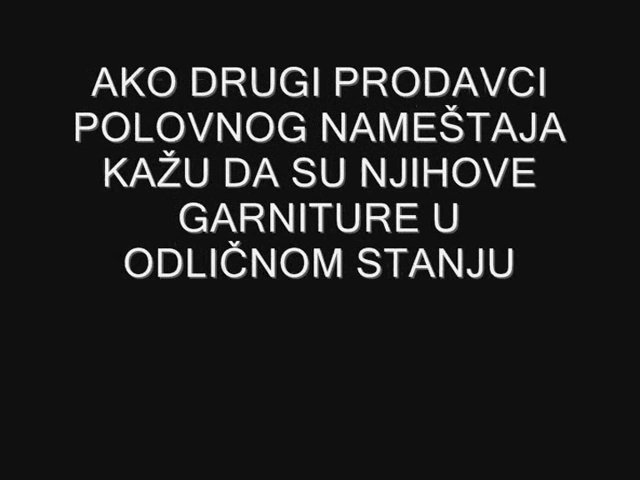 AKO DRUGI PRODAVCI
POLOVNOG NAMEŠTAJA
KAŽU DA SU NJIHOVE
GARNITURE U
ODLIČNOM STANJU